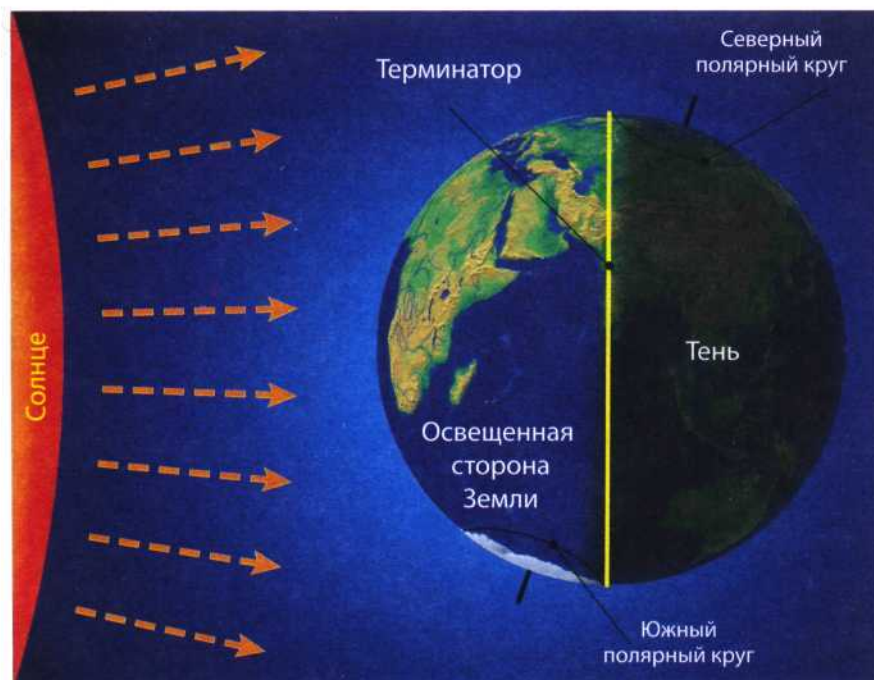 Северный
полярный круг
Терминатор
Солнце
Тень
Освещенная
сторона
Земли
Южный
полярный круг